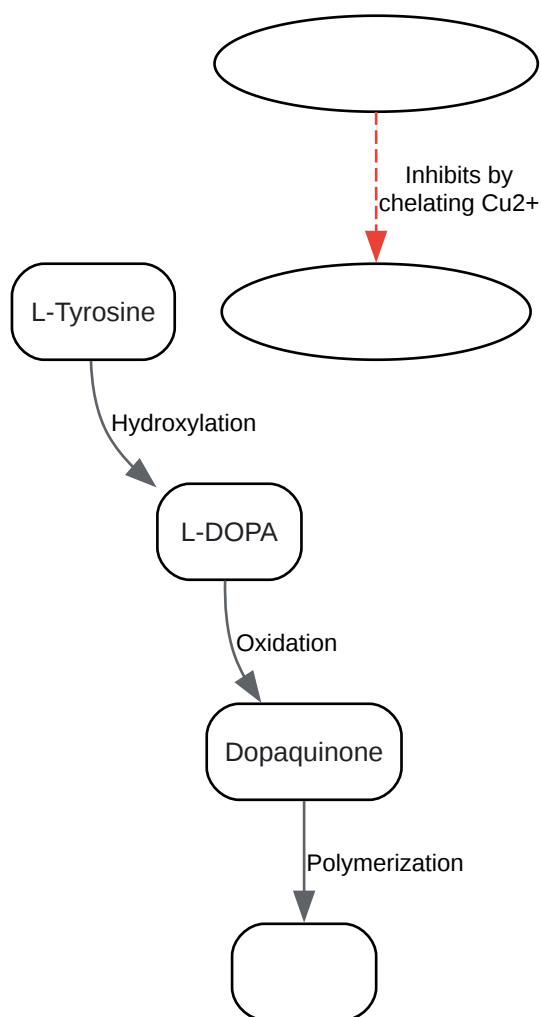 Inhibits by
chelating Cu2+
L-Tyrosine
Hydroxylation
L-DOPA
Oxidation
Dopaquinone
Polymerization